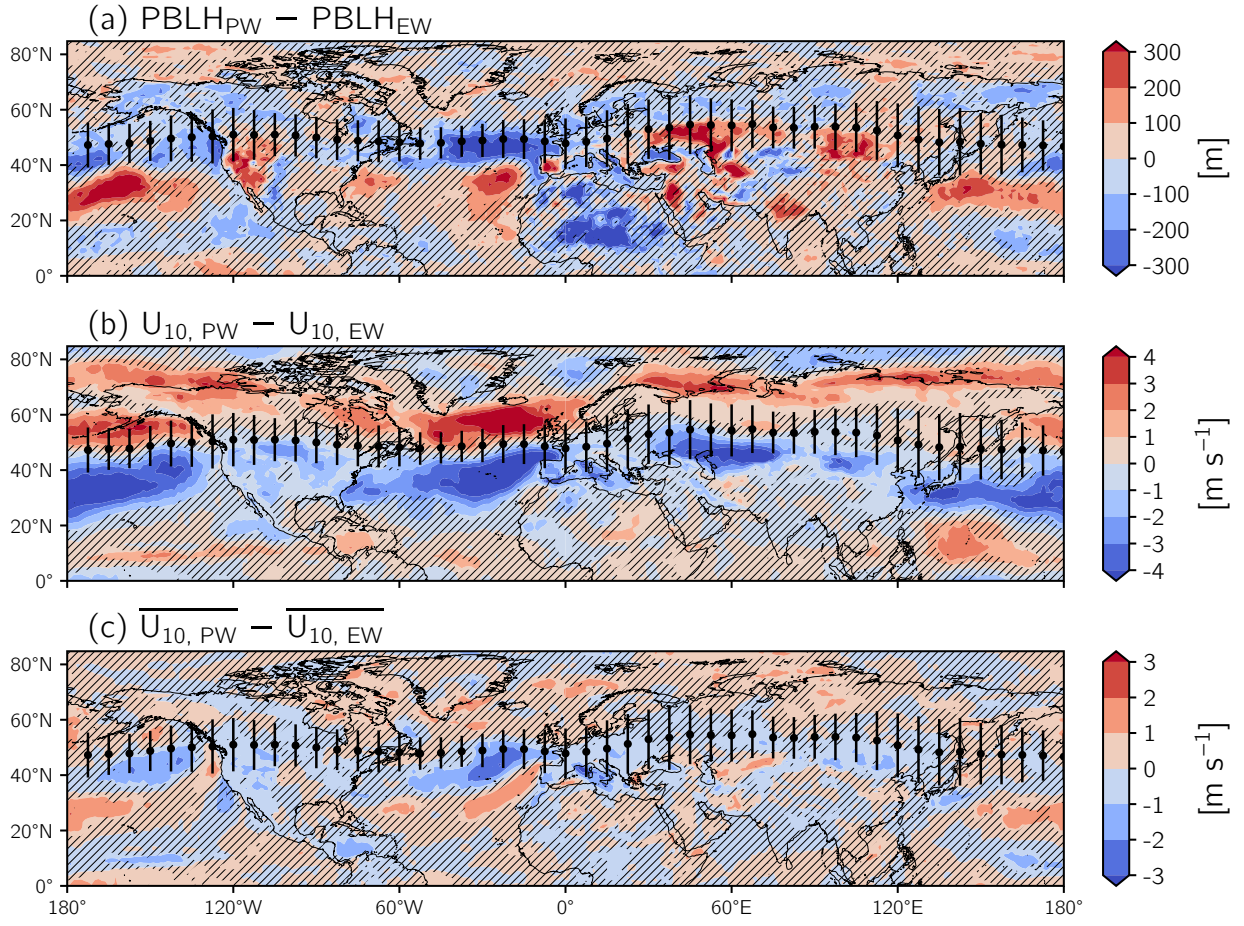 (a) PBLH_PW − PBLH_EW
80°N
60°N
40°N
20°N
0°
300
200
100
0
-100
-200
-300
[m]
(b) U_10, PW − U_10, EW
80°N
60°N
40°N
20°N
0°
4
3
2
1
0
-1
-2
-3
-4
[m s⁻¹]
(c) U̅_10, PW − U̅_10, EW
80°N
60°N
40°N
20°N
0°
180°
120°W
60°W
0°
60°E
120°E
180°
3
2
1
0
-1
-2
-3
[m s⁻¹]